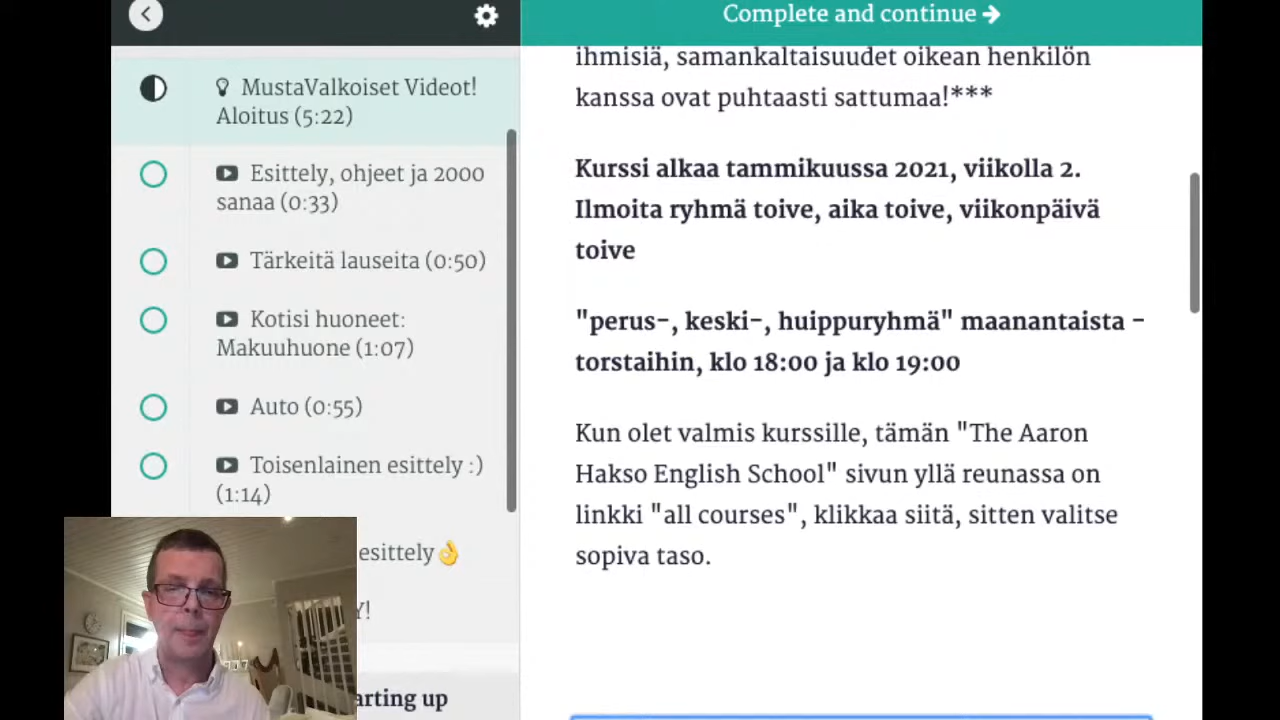 Complete and continue →
MustaValkoiset Videot!
Aloitus (5:22)
Esittely, ohjeet ja 2000
sanaa (0:33)
Tärkeitä lauseita (0:50)
Kotisi huoneet:
Makuuhuone (1:07)
Auto (0:55)
Toisenlainen esittely :)
(1:14)
esittely👌
Y!
arting up
ihmisiä, samankaltaisuudet oikean henkilön
kanssa ovat puhtaasti sattumaa!***
Kurssi alkaa tammikuussa 2021, viikolla 2.
Ilmoita ryhmä toive, aika toive, viikonpäivä
toive
"perus-, keski-, huippuryhmä" maanantaista -
torstaihin, klo 18:00 ja klo 19:00
Kun olet valmis kurssille, tämän "The Aaron
Hakso English School" sivun yllä reunassa on
linkki "all courses", klikkaa siitä, sitten valitse
sopiva taso.